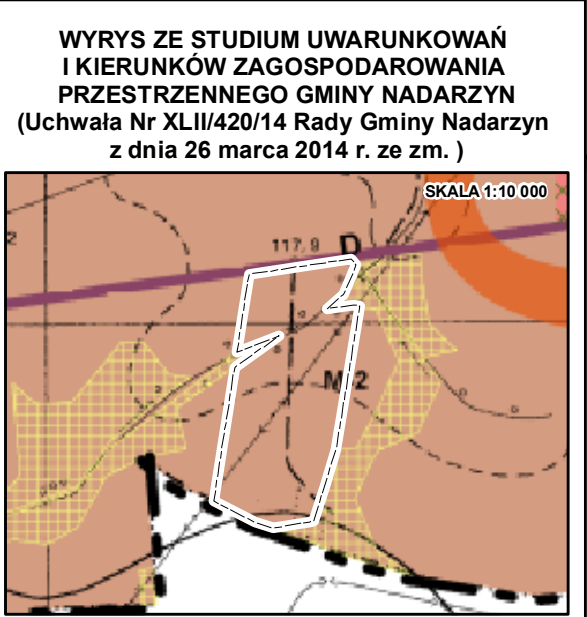 WYRYS ZE STUDIUM UWARUNKOWAŃ
I KIERUNKÓW ZAGOSPODAROWANIA
PRZESTRZENNEGO GMINY NADARZYN
(Uchwała Nr XLII/420/14 Rady Gminy Nadarzyn
z dnia 26 marca 2014 r. ze zm. )
SKALA 1:10 000
117,9
D